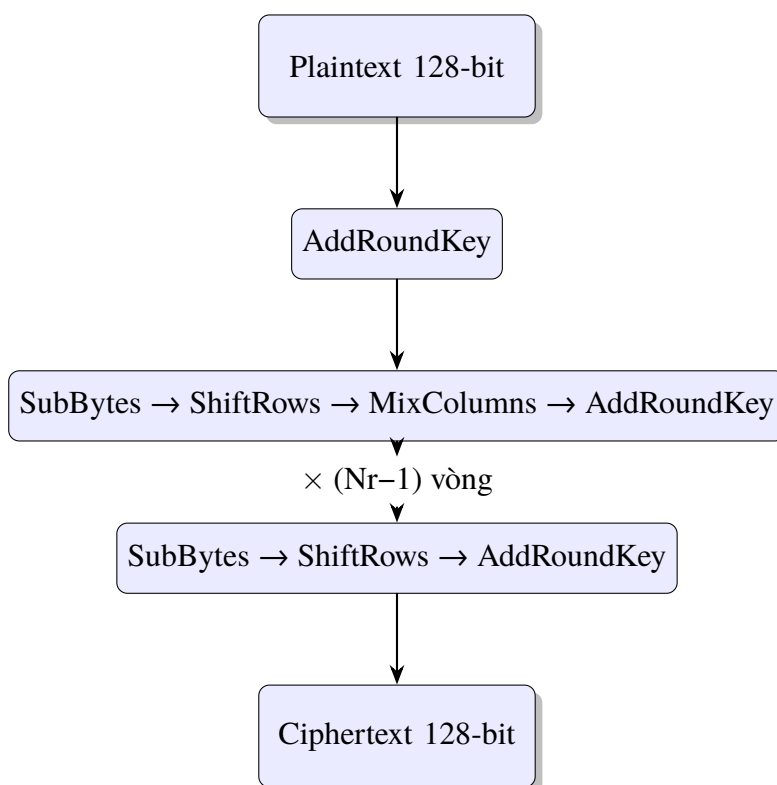 Plaintext 128-bit
AddRoundKey
SubBytes → ShiftRows → MixColumns → AddRoundKey
× (Nr−1) vòng
SubBytes → ShiftRows → AddRoundKey
Ciphertext 128-bit